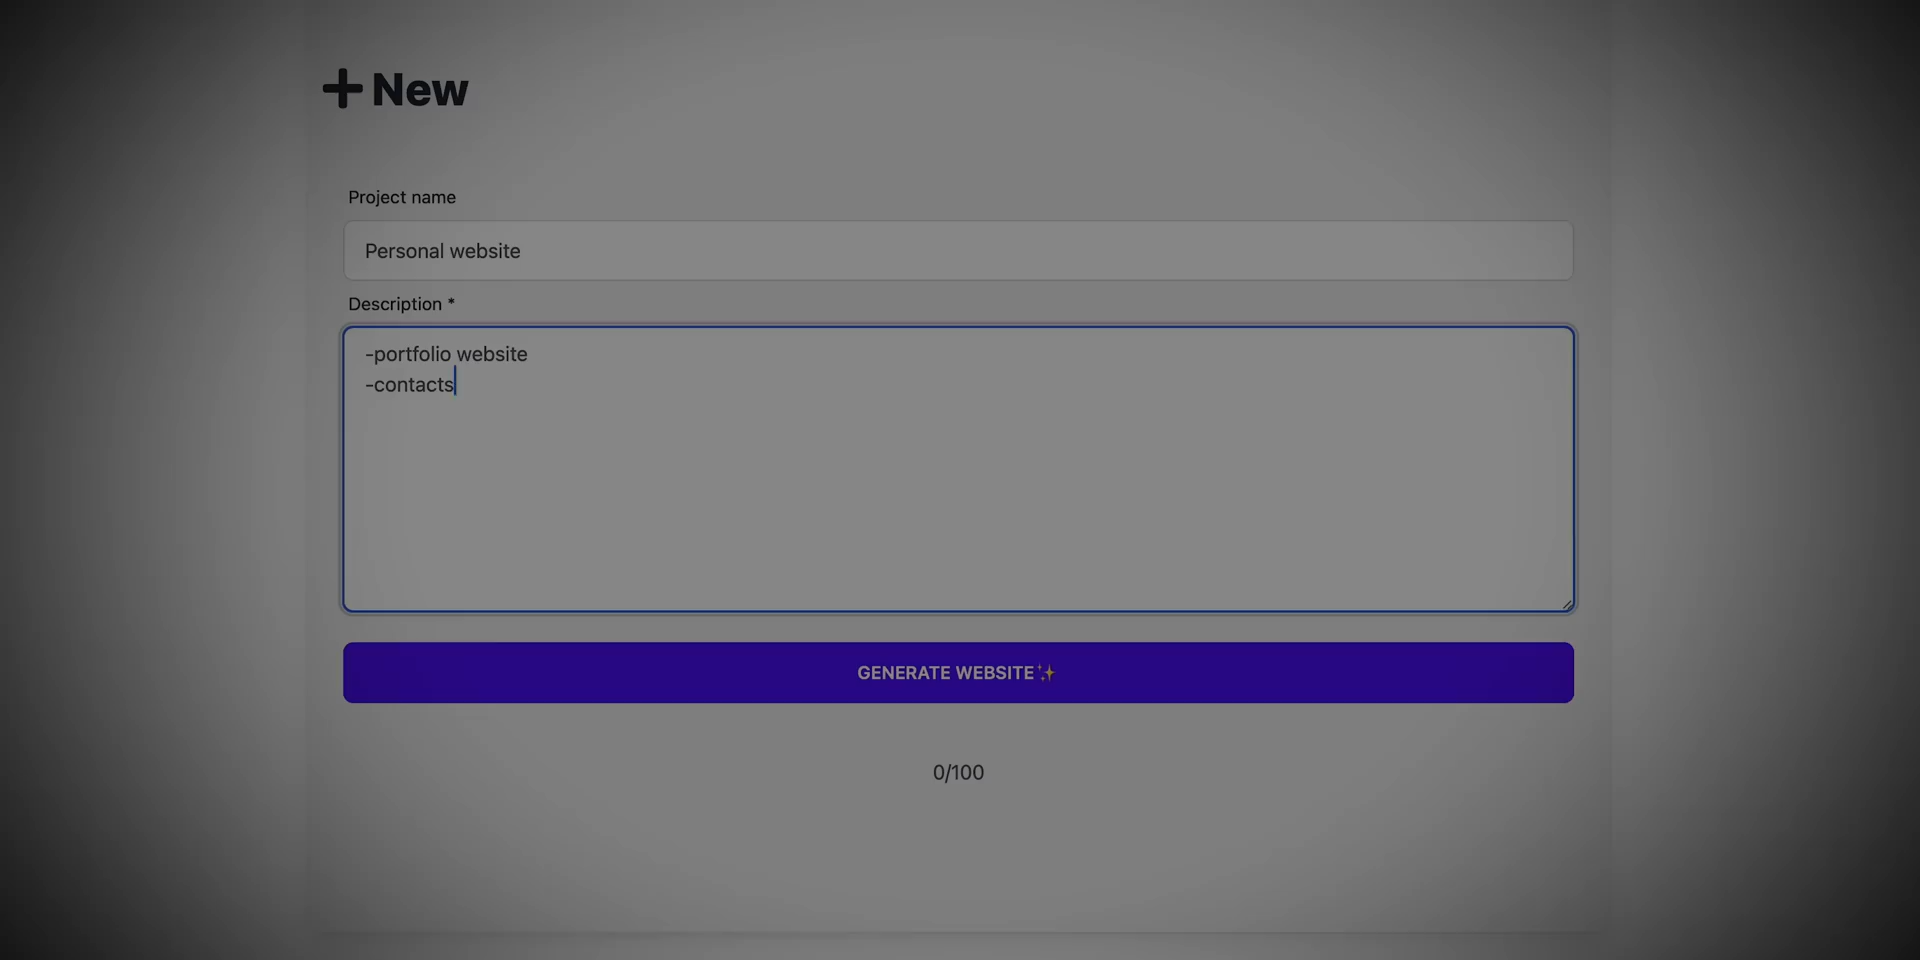 New
Project name
Personal website
Description *
-portfolio website
-contacts
GENERATE WEBSITE✨
0/100